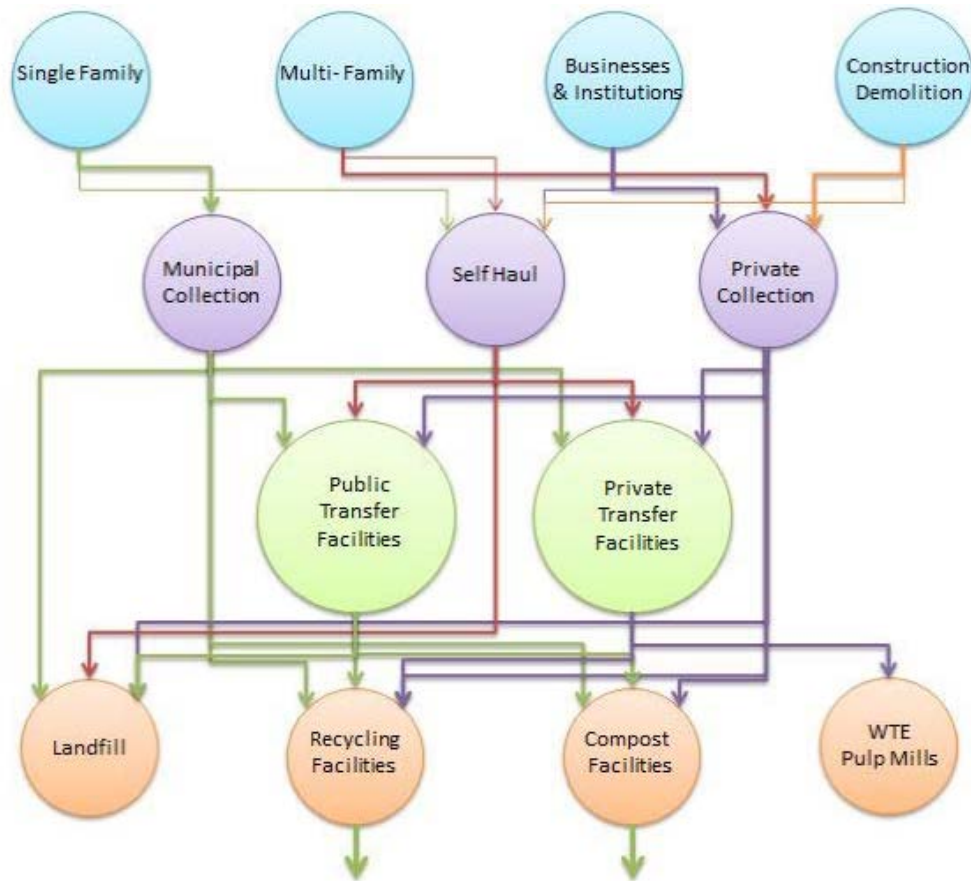 Single Family
Multi- Family
Businesses
& Institutions
Construction
Demolition
Municipal
Collection
Self Haul
Private
Collection
Public
Transfer
Facilities
Private
Transfer
Facilities
Landfill
Recycling
Facilities
Compost
Facilities
WTE
Pulp Mills